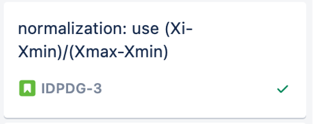 normalization: use (Xi-
Xmin)/(Xmax-Xmin)
IDPDG-3